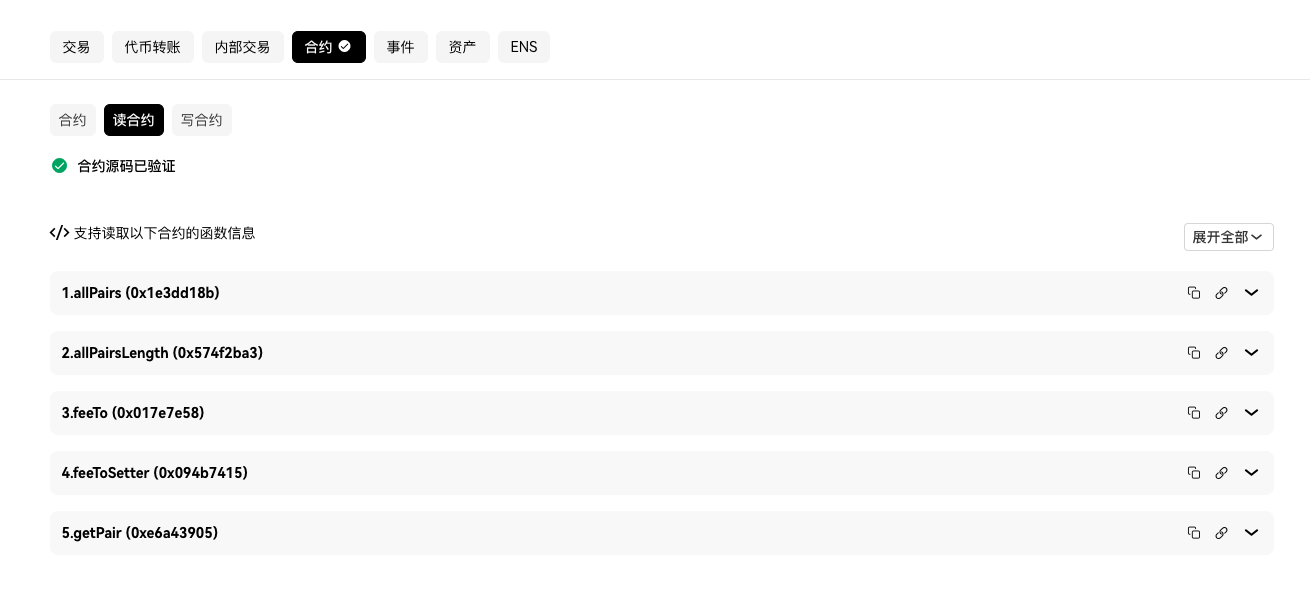 交易 代币转账 内部交易 合约 事件 资产 ENS
合约 读合约 写合约
合约源码已验证
</> 支持读取以下合约的函数信息 展开全部
1.allPairs (0x1e3dd18b)
2.allPairsLength (0x574f2ba3)
3.feeTo (0x017e7e58)
4.feeToSetter (0x094b7415)
5.getPair (0xe6a43905)